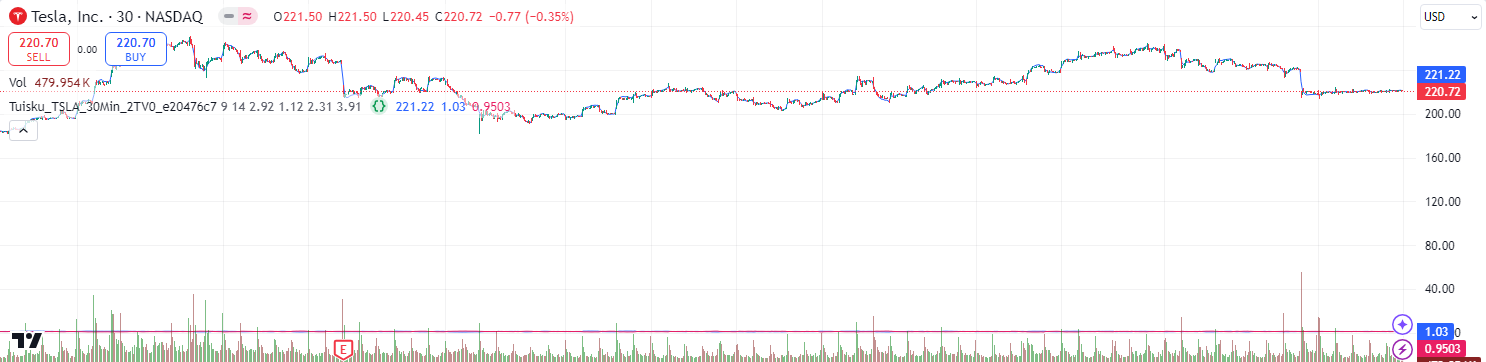 Tesla, Inc. · 30 · NASDAQ O221.50 H221.50 L220.45 C220.72 −0.77 (−0.35%)
USD
220.70 SELL
0.00
220.70 BUY
Vol 479.954 K
Tuisku_TSLA_30Min_2TV0_e20476c7 9 14 2.92 1.12 2.31 3.91 {} 221.22 1.03 0.9503
221.22
220.72
200.00
160.00
120.00
80.00
40.00
1.03
0.9503
E